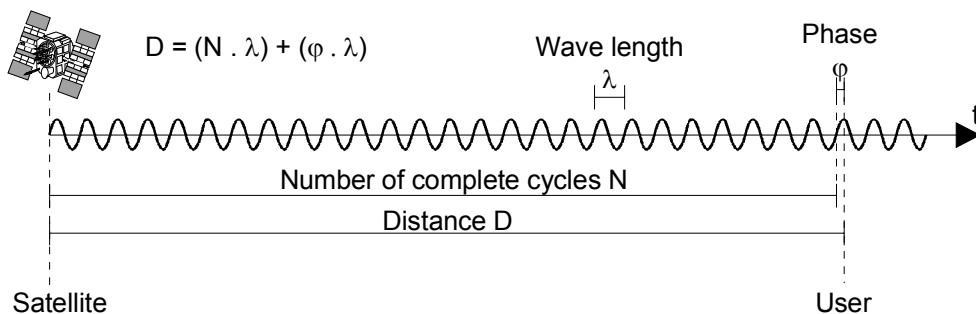 D = (N . λ) + (φ . λ)
Wave length
λ
Phase
φ
t
Number of complete cycles N
Distance D
Satellite
User